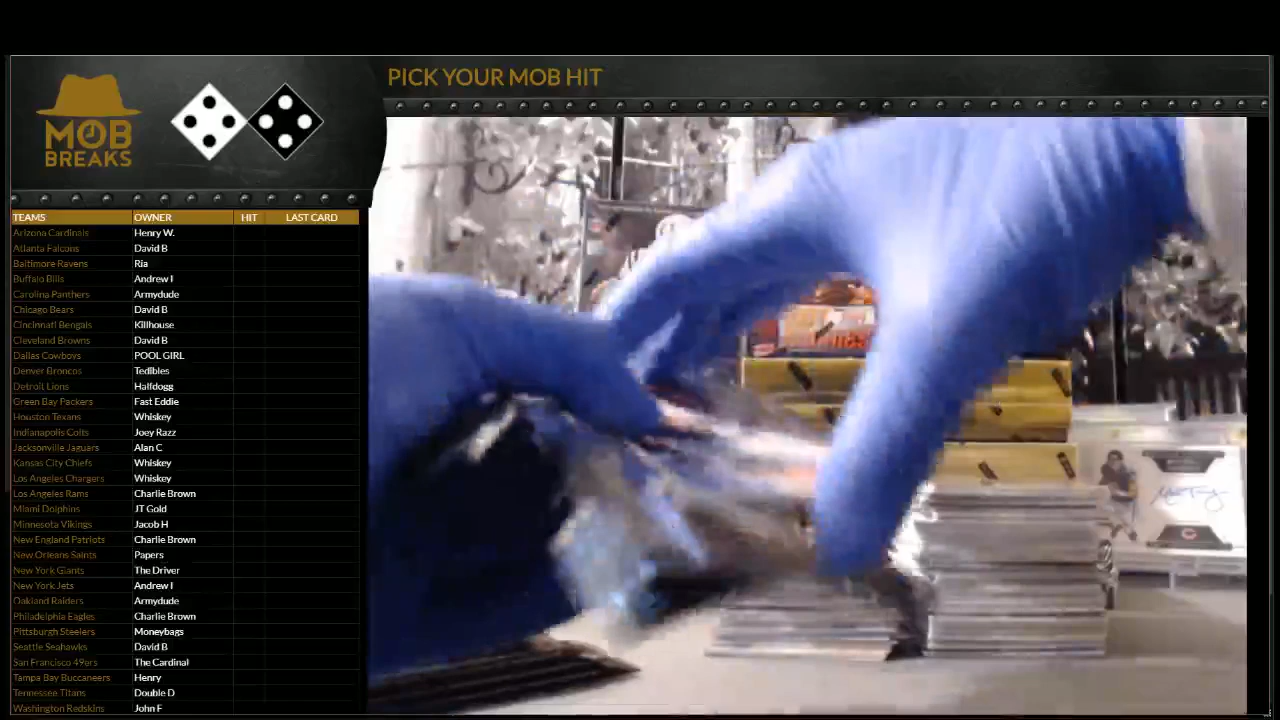 PICK YOUR MOB HIT
MOB
BREAKS
TEAMS OWNER HIT LAST CARD
Arizona Cardinals Henry W.
Atlanta Falcons David B
Baltimore Ravens Ria
Buffalo Bills Andrew I
Carolina Panthers Armydude
Chicago Bears David B
Cincinnati Bengals Killhouse
Cleveland Browns David B
Dallas Cowboys POOL GIRL
Denver Broncos Tedibles
Detroit Lions Halfdogg
Green Bay Packers Fast Eddie
Houston Texans Whiskey
Indianapolis Colts Joey Razz
Jacksonville Jaguars Alan C
Kansas City Chiefs Whiskey
Los Angeles Chargers Whiskey
Los Angeles Rams Charlie Brown
Miami Dolphins JT Gold
Minnesota Vikings Jacob H
New England Patriots Charlie Brown
New Orleans Saints Papers
New York Giants The Driver
New York Jets Andrew I
Oakland Raiders Armydude
Philadelphia Eagles Charlie Brown
Pittsburgh Steelers Moneybags
Seattle Seahawks David B
San Francisco 49ers The Cardinal
Tampa Bay Buccaneers Henry
Tennessee Titans Double D
Washington Redskins John F